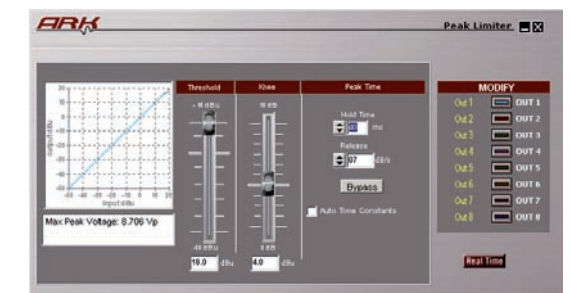 ARK
Peak Limiter
Threshold
Knee
Peak Time
MODIFY
Hold Time
ms
Release
07 dB/s
Bypass
Auto Time Constants
Input dBu
Max Peak Voltage: 8.706 Vp
dBu
4.0 dBu
Out 1 OUT 1
Out 2 OUT 2
Out 3 OUT 3
Out 4 OUT 4
Out 5 OUT 5
Out 6 OUT 6
Out 7 OUT 7
Out 8 OUT 8
Real Time